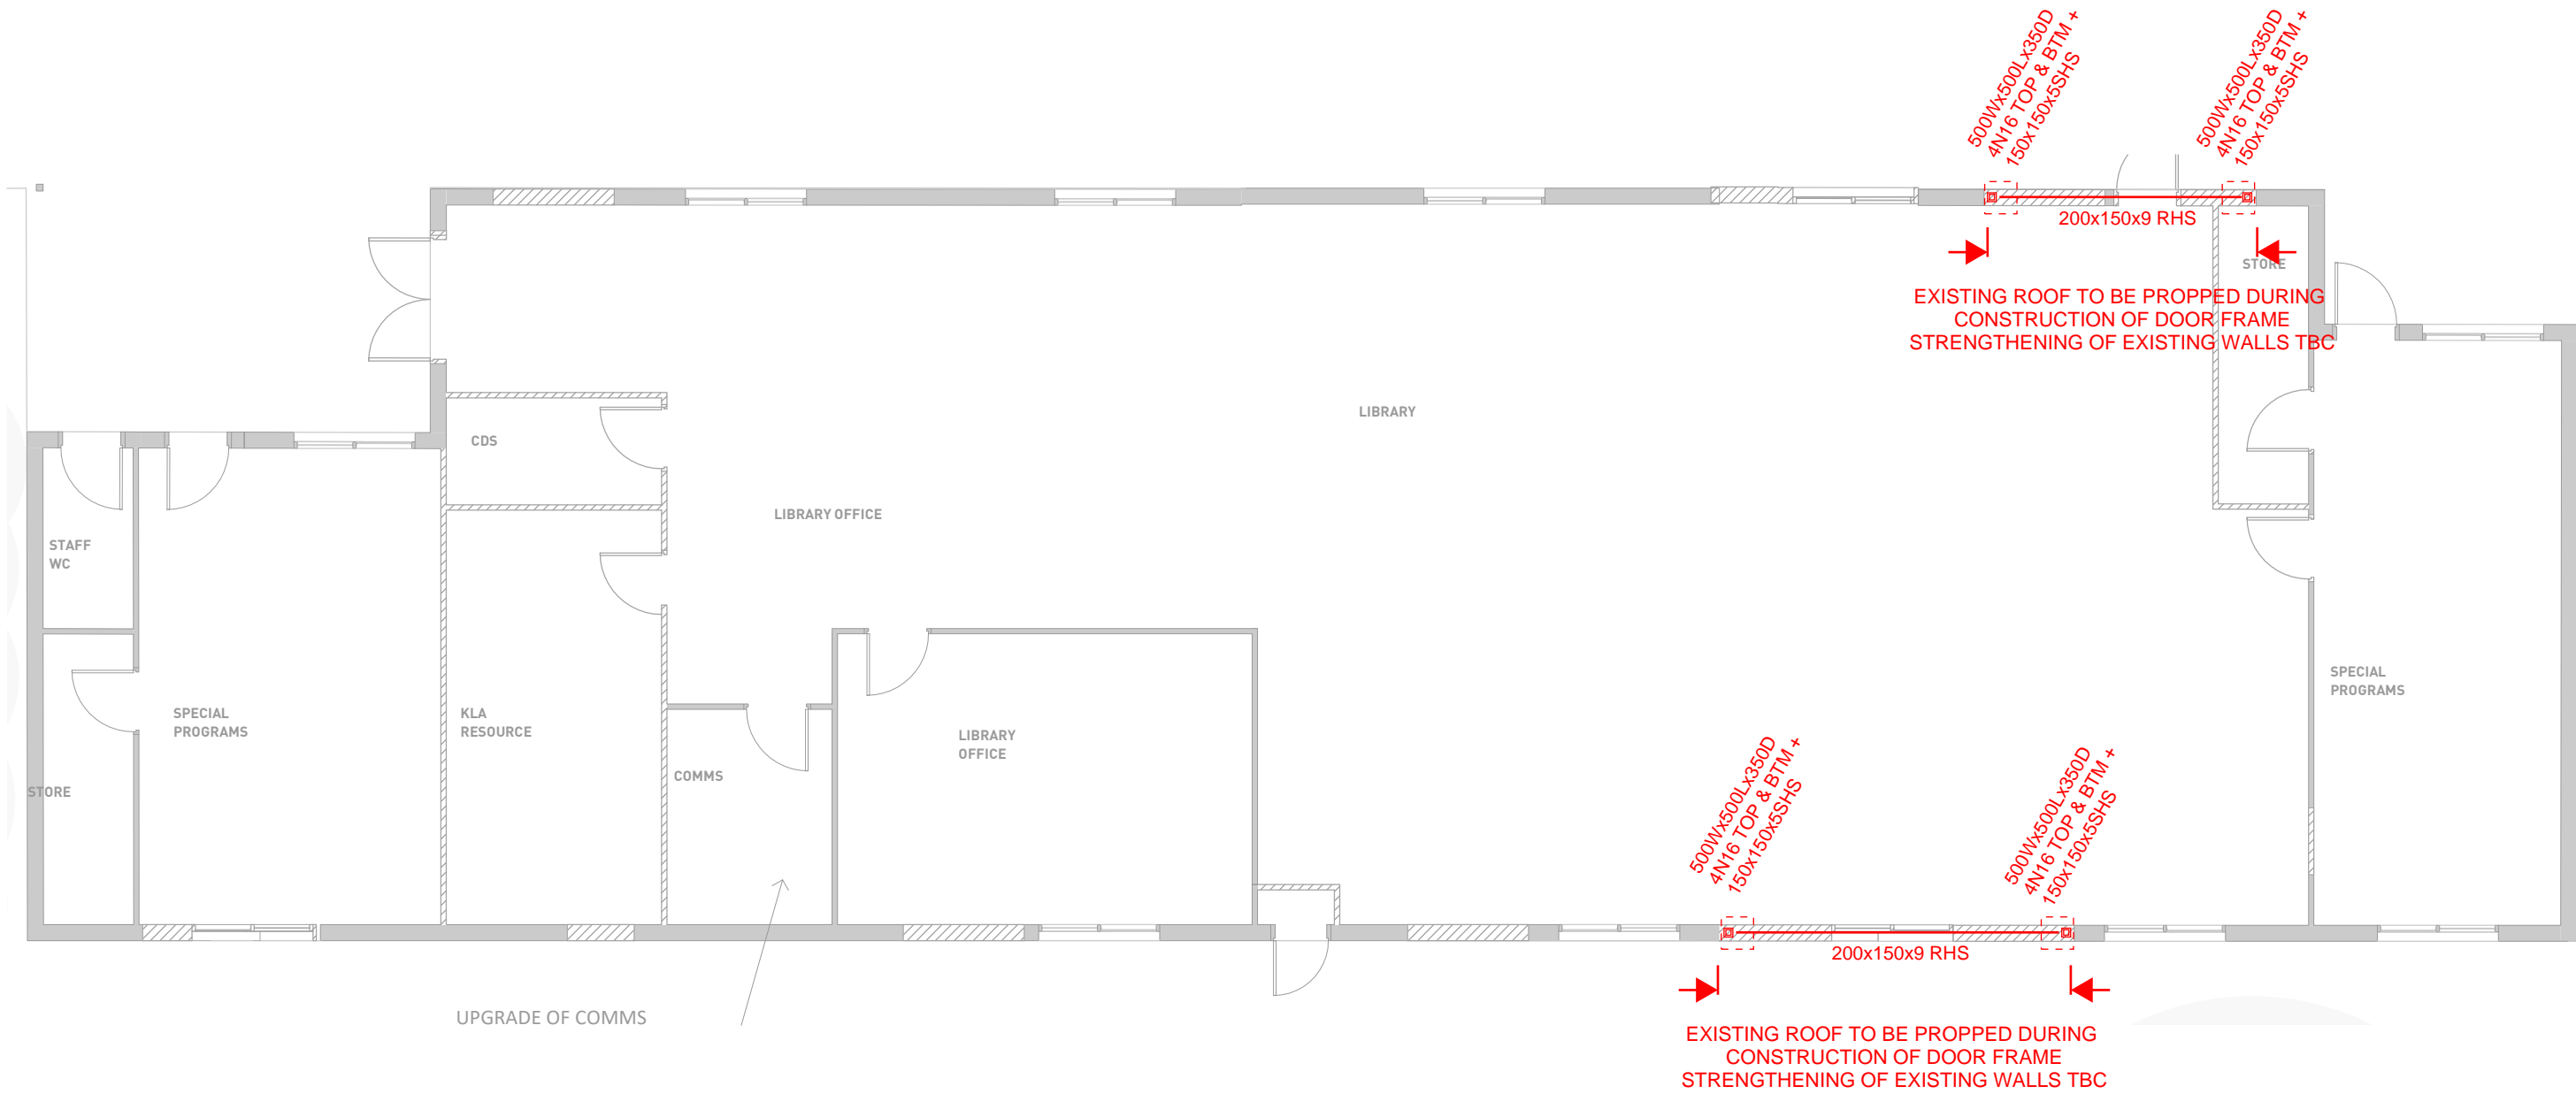 500Wx500Lx350D
4N16 TOP & BTM +
150x150x5SHS
500Wx500Lx350D
4N16 TOP & BTM +
150x150x5SHS
200x150x9 RHS
STORE
EXISTING ROOF TO BE PROPPED DURING
CONSTRUCTION OF DOOR FRAME
STRENGTHENING OF EXISTING WALLS TBC
LIBRARY
CDS
LIBRARY OFFICE
STAFF
WC
SPECIAL
PROGRAMS
KLA
RESOURCE
LIBRARY
OFFICE
SPECIAL
PROGRAMS
COMMS
STORE
500Wx500Lx350D
4N16 TOP & BTM +
150x150x5SHS
500Wx500Lx350D
4N16 TOP & BTM +
150x150x5SHS
200x150x9 RHS
UPGRADE OF COMMS
EXISTING ROOF TO BE PROPPED DURING
CONSTRUCTION OF DOOR FRAME
STRENGTHENING OF EXISTING WALLS TBC